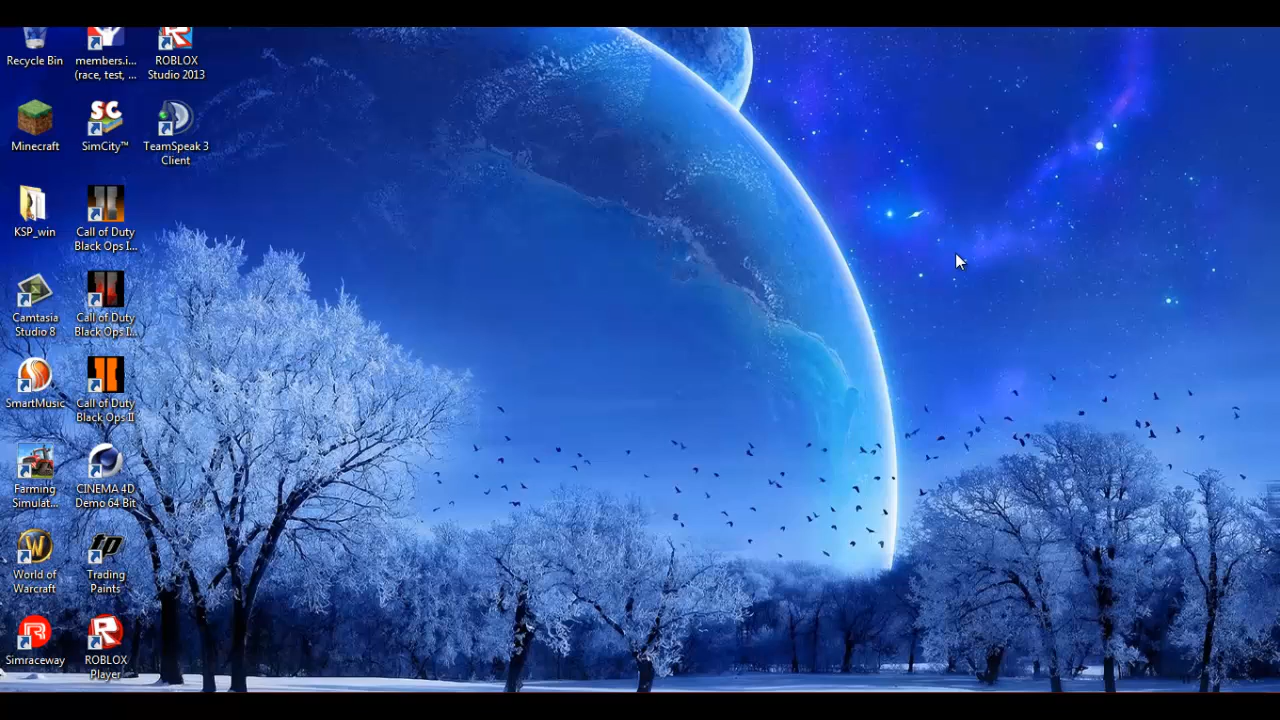 Recycle Bin
members.i...
(race, test, ...
ROBLOX
Studio 2013
Minecraft
SC
SimCity™
TeamSpeak 3
Client
KSP_win
Call of Duty
Black Ops I...
Camtasia
Studio 8
Call of Duty
Black Ops I...
SmartMusic
Call of Duty
Black Ops II
Farming
Simulat...
CINEMA 4D
Demo 64 Bit
World of
Warcraft
Trading
Paints
Simraceway
ROBLOX
Player